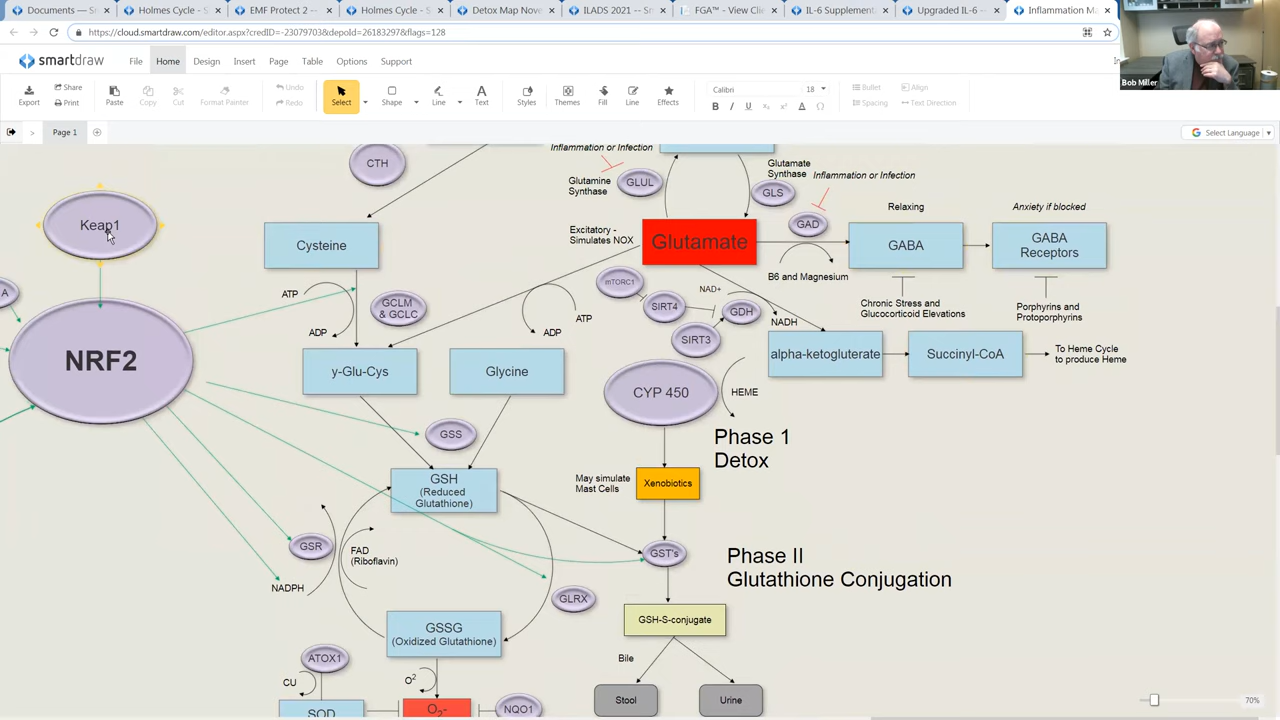 Documents — S
Holmes Cycle - S
EMF Protect 2 --
Holmes Cycle - S
Detox Map Nove
ILADS 2021 -- Sm
FGA™ - View Clie
IL-6 Supplementa
Upgraded IL-6 --
Inflammation Ma
https://cloud.smartdraw.com/editor.aspx?credID=-23079703&depoId=26183297&flags=128
smartdraw
File
Home
Design
Insert
Page
Table
Options
Support
Export
Share
Print
Paste
Copy
Cut
Format Painter
Undo
Redo
Select
Shape
Line
Text
Styles
Themes
Fill
Line
Effects
Calibri
18
B I U X₂ X² A
Bullet
Align
Spacing
Text Direction
Bob Miller
Page 1
Select Language
CTH
Inflammation or Infection
Glutamine
Synthase
GLUL
Glutamate
Synthase
GLS
Inflammation or Infection
GAD
Relaxing
Anxiety if blocked
Keap1
Cysteine
Excitatory -
Simulates NOX
Glutamate
GABA
GABA
Receptors
B6 and Magnesium
A
ATP
GCLM
& GCLC
ADP
ATP
ADP
mTORC1
SIRT4
NAD+
GDH
SIRT3
NADH
Chronic Stress and
Glucocorticoid Elevations
Porphyrins and
Protoporphyrins
NRF2
y-Glu-Cys
Glycine
alpha-ketogluterate
Succinyl-CoA
To Heme Cycle
to produce Heme
CYP 450
HEME
GSS
Phase 1
Detox
GSH
(Reduced
Glutathione)
May simulate
Mast Cells
Xenobiotics
GSR
FAD
(Riboflavin)
NADPH
GST's
Phase II
Glutathione Conjugation
GLRX
GSSG
(Oxidized Glutathione)
GSH-S-conjugate
ATOX1
CU
O²
Bile
Stool
Urine
SOD
O₂-
NQO1
70%